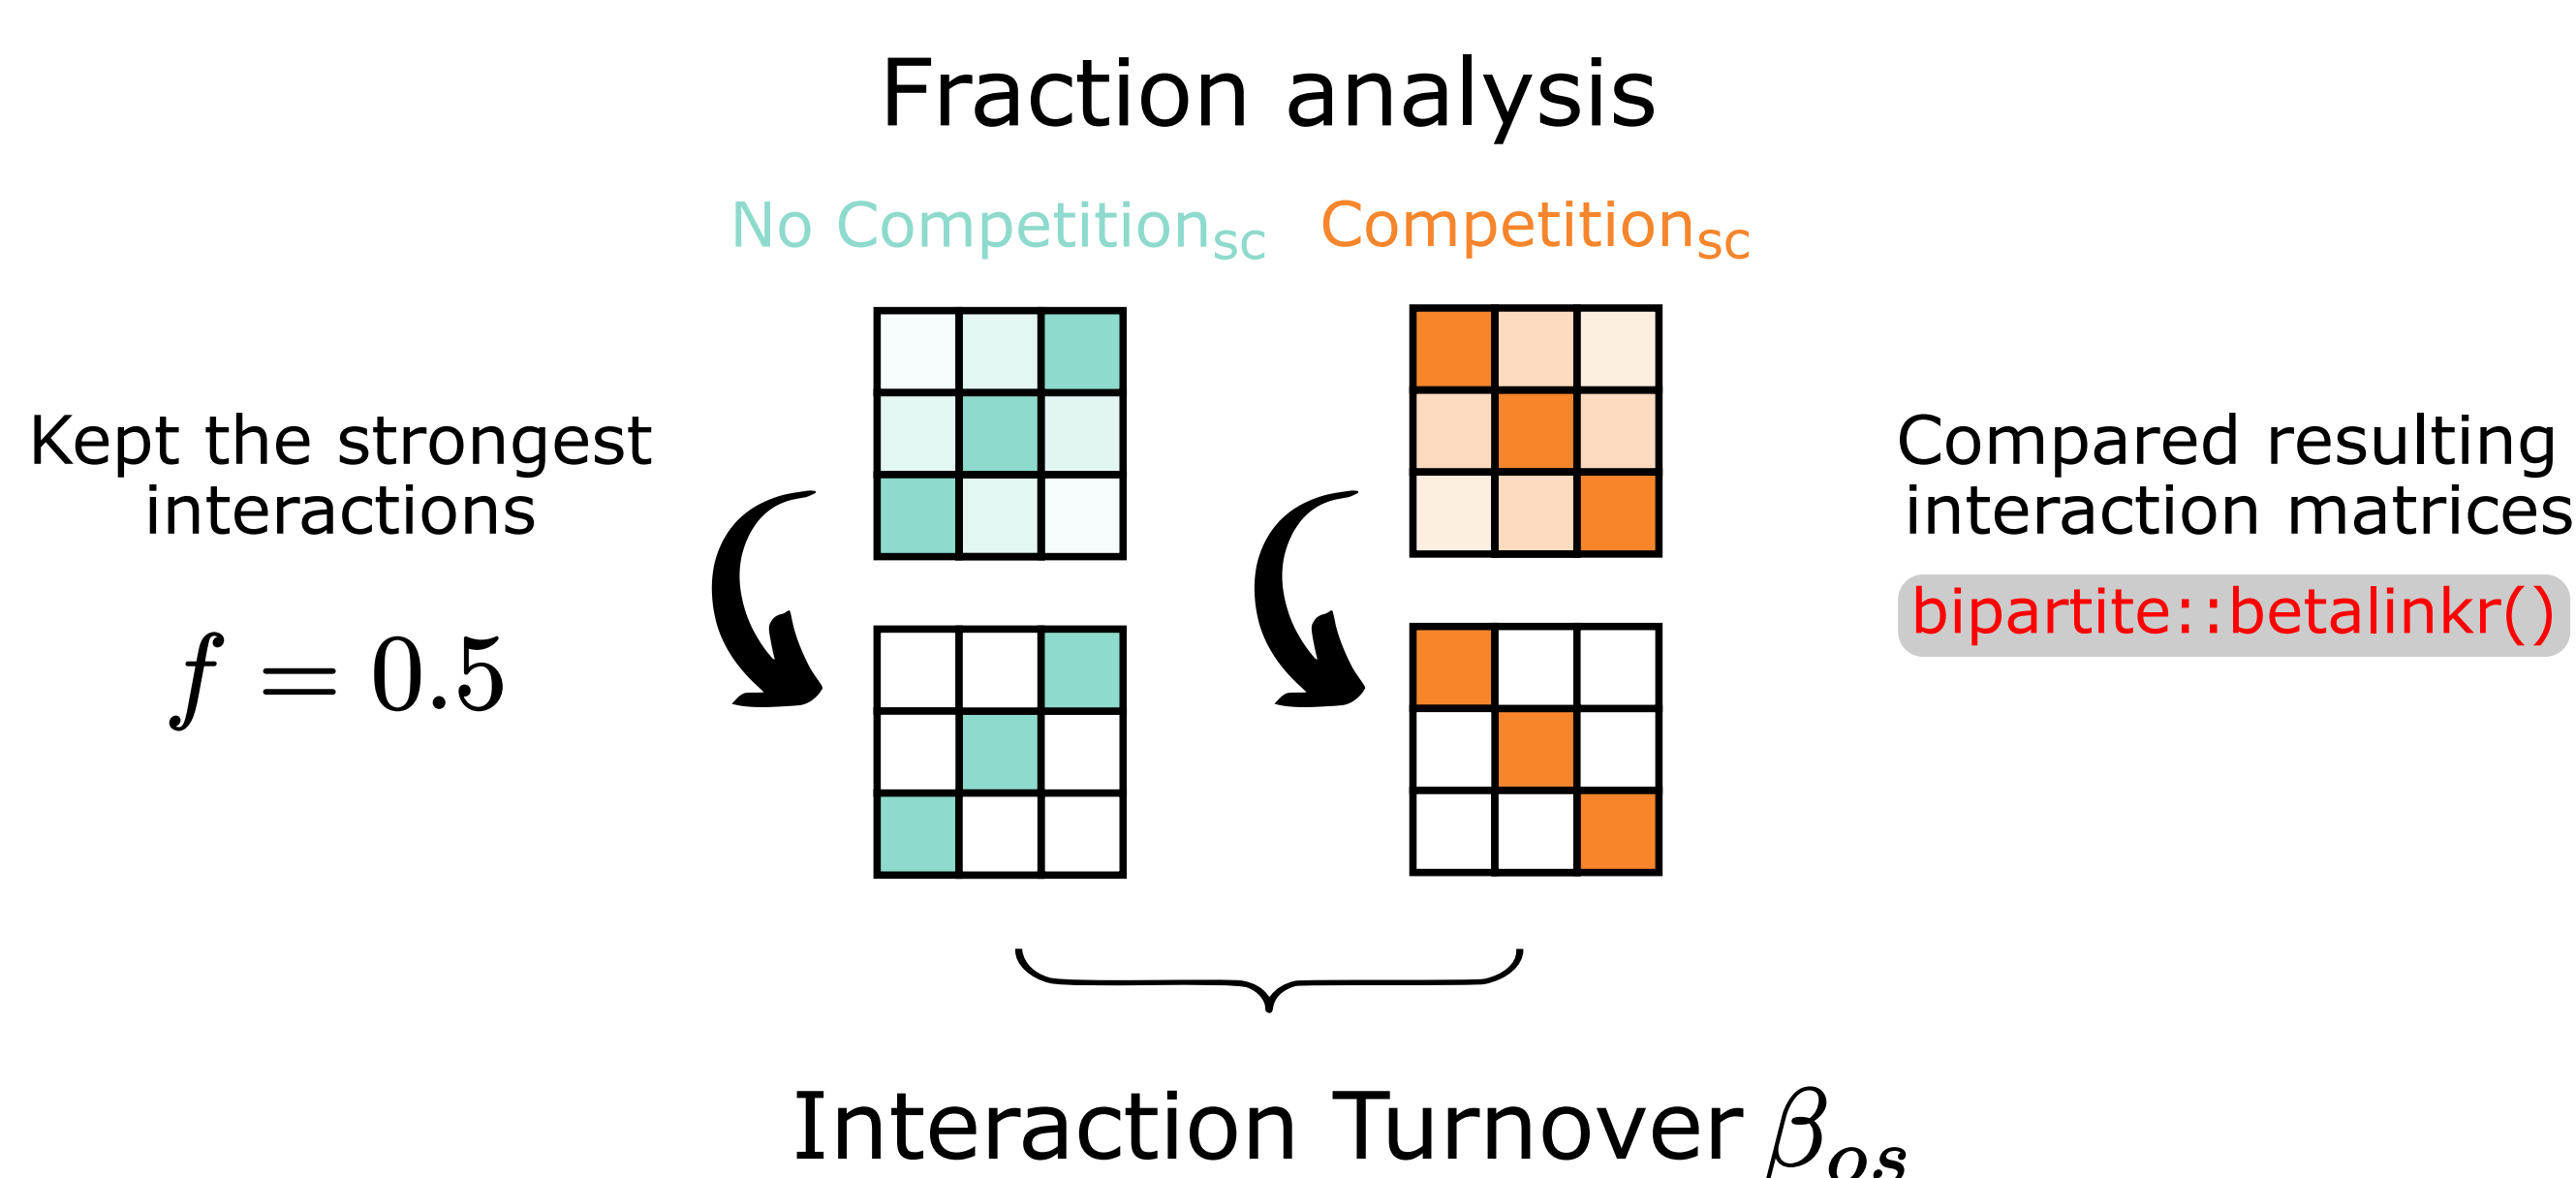 Fraction analysis
No Competitionsc
Competitionsc
Kept the strongest
interactions
f = 0.5
Compared resulting
interaction matrices
bipartite::betalinkr()
Interaction Turnover βos